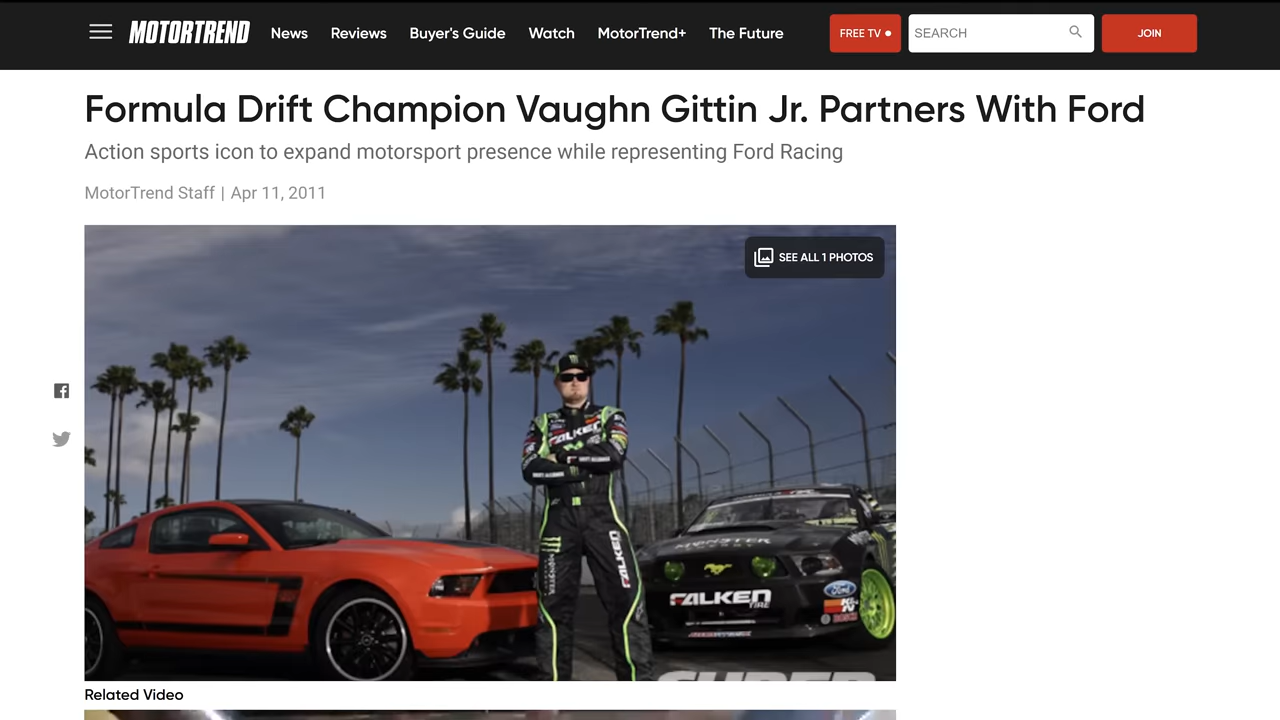 MOTORTREND
News
Reviews
Buyer's Guide
Watch
MotorTrend+
The Future
FREE TV
SEARCH
JOIN
Formula Drift Champion Vaughn Gittin Jr. Partners With Ford
Action sports icon to expand motorsport presence while representing Ford Racing
MotorTrend Staff | Apr 11, 2011
SEE ALL 1 PHOTOS
FALKEN
FALKEN
MONSTER
FALKEN
TIRE
Ford
K&N
Related Video